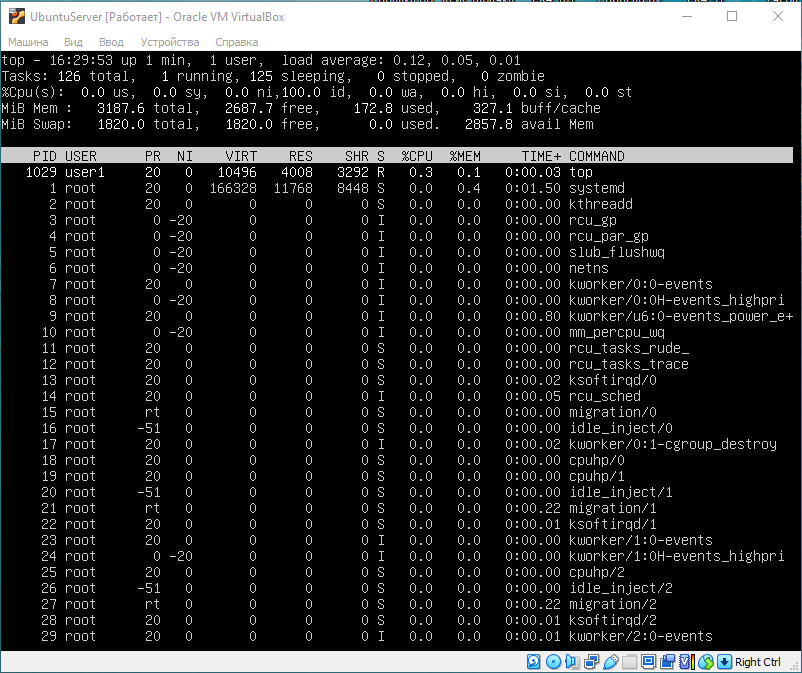 UbuntuServer [Работает] - Oracle VM VirtualBox
Машина Вид Ввод Устройства Справка
top - 16:29:53 up 1 min,  1 user,  load average: 0.12, 0.05, 0.01
Tasks: 126 total,   1 running, 125 sleeping,   0 stopped,   0 zombie
%Cpu(s):  0.0 us,  0.0 sy,  0.0 ni,100.0 id,  0.0 wa,  0.0 hi,  0.0 si,  0.0 st
MiB Mem :   3187.6 total,   2687.7 free,    172.8 used,    327.1 buff/cache
MiB Swap:   1820.0 total,   1820.0 free,      0.0 used.   2857.8 avail Mem
PID USER PR NI VIRT RES SHR S %CPU %MEM TIME+ COMMAND
1029 user1 20 0 10496 4008 3292 R 0.3 0.1 0:00.03 top
1 root 20 0 166328 11768 8448 S 0.0 0.4 0:01.50 systemd
2 root 20 0 0 0 0 S 0.0 0.0 0:00.00 kthreadd
3 root 0 -20 0 0 0 I 0.0 0.0 0:00.00 rcu_gp
4 root 0 -20 0 0 0 I 0.0 0.0 0:00.00 rcu_par_gp
5 root 0 -20 0 0 0 I 0.0 0.0 0:00.00 slub_flushwq
6 root 0 -20 0 0 0 I 0.0 0.0 0:00.00 netns
7 root 20 0 0 0 0 I 0.0 0.0 0:00.00 kworker/0:0-events
8 root 0 -20 0 0 0 I 0.0 0.0 0:00.00 kworker/0:0H-events_highpri
9 root 20 0 0 0 0 I 0.0 0.0 0:00.80 kworker/u6:0-events_power_e+
10 root 0 -20 0 0 0 I 0.0 0.0 0:00.00 mm_percpu_wq
11 root 20 0 0 0 0 S 0.0 0.0 0:00.00 rcu_tasks_rude_
12 root 20 0 0 0 0 S 0.0 0.0 0:00.00 rcu_tasks_trace
13 root 20 0 0 0 0 S 0.0 0.0 0:00.02 ksoftirqd/0
14 root 20 0 0 0 0 I 0.0 0.0 0:00.05 rcu_sched
15 root rt 0 0 0 0 S 0.0 0.0 0:00.00 migration/0
16 root -51 0 0 0 0 S 0.0 0.0 0:00.00 idle_inject/0
17 root 20 0 0 0 0 I 0.0 0.0 0:00.02 kworker/0:1-cgroup_destroy
18 root 20 0 0 0 0 S 0.0 0.0 0:00.00 cpuhp/0
19 root 20 0 0 0 0 S 0.0 0.0 0:00.00 cpuhp/1
20 root -51 0 0 0 0 S 0.0 0.0 0:00.00 idle_inject/1
21 root rt 0 0 0 0 S 0.0 0.0 0:00.22 migration/1
22 root 20 0 0 0 0 S 0.0 0.0 0:00.01 ksoftirqd/1
23 root 20 0 0 0 0 I 0.0 0.0 0:00.00 kworker/1:0-events
24 root 0 -20 0 0 0 I 0.0 0.0 0:00.00 kworker/1:0H-events_highpri
25 root 20 0 0 0 0 S 0.0 0.0 0:00.00 cpuhp/2
26 root -51 0 0 0 0 S 0.0 0.0 0:00.00 idle_inject/2
27 root rt 0 0 0 0 S 0.0 0.0 0:00.22 migration/2
28 root 20 0 0 0 0 S 0.0 0.0 0:00.01 ksoftirqd/2
29 root 20 0 0 0 0 I 0.0 0.0 0:00.01 kworker/2:0-events
Right Ctrl